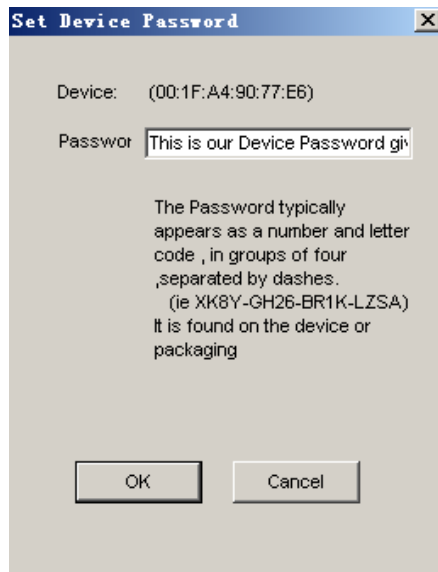 Set Device Password
Device: (00:1F:A4:90:77:E6)
Passwor This is our Device Password giv
The Password typically
appears as a number and letter
code , in groups of four
,separated by dashes.
(ie XK8Y-GH26-BR1K-LZSA)
It is found on the device or
packaging
OK Cancel